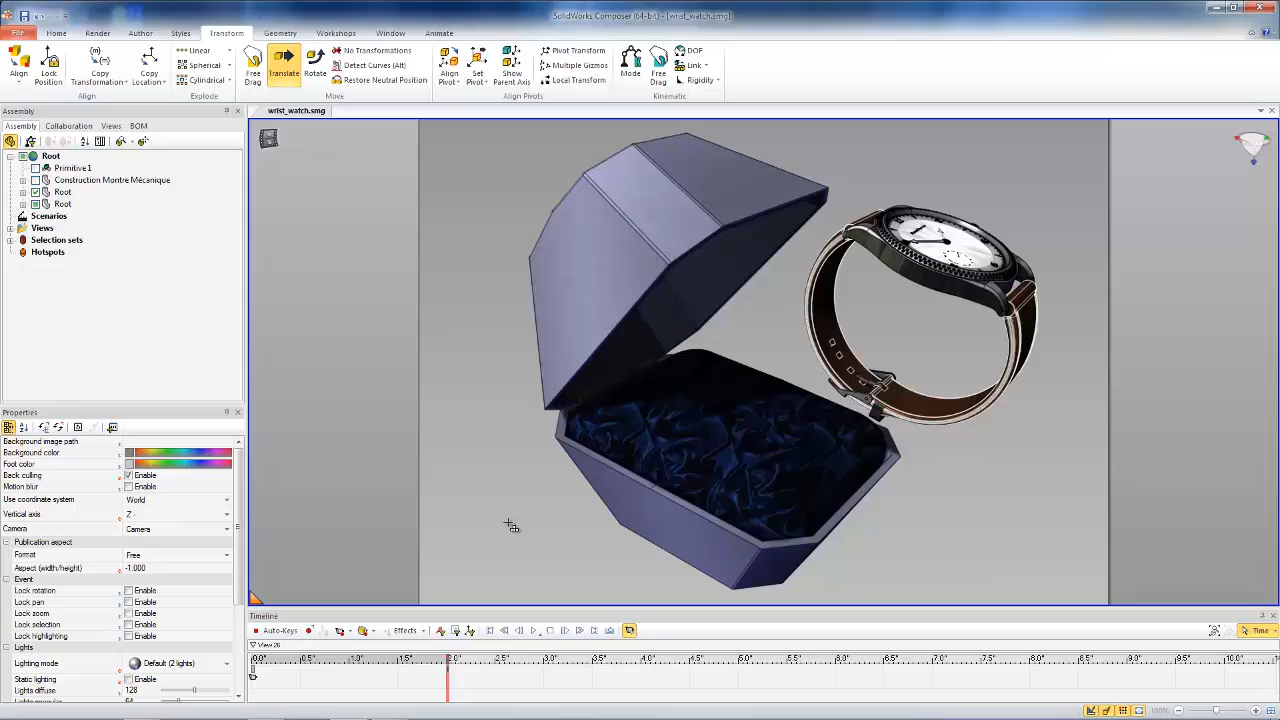 SolidWorks Composer (64-bit) - [wrist_watch.smg]
File Home Render Author Styles Transform Geometry Workshops Window Animate
Align Lock Position Copy Transformation Copy Location
Linear
Spherical
Cylindrical
Free Drag Translate Rotate
No Transformations
Detect Curves (Alt)
Restore Neutral Position
Align Pivot Set Pivot Show Parent Axis
Pivot Transform
Multiple Gizmos
Local Transform
Mode Free Drag
DOF
Link
Rigidity
Align Explode Move Align Pivots Kinematic
Assembly
wrist_watch.smg
Assembly Collaboration Views BOM
Root
Primitive 1
Construction Montre Mécanique
Root
Root
Scenarios
Views
Selection sets
Hotspots
Properties
Background image path
Background color
Foot color
Back culling Enable
Motion blur Enable
Use coordinate system World
Vertical axis Z
Camera Camera
Publication aspect
Format Free
Aspect (width/height) -1.000
Event
Lock rotation Enable
Lock pan Enable
Lock zoom Enable
Lock selection Enable
Lock highlighting Enable
Lights
Lighting mode Default (2 lights)
Static lighting Enable
Lights diffuse 128
Timeline
Auto-Keys Effects Time
View 26
0.0" 0.5" 1.0" 1.5" 2.0" 2.5" 3.0" 3.5" 4.0" 4.5" 5.0" 5.5" 6.0" 6.5" 7.0" 7.5" 8.0" 8.5" 9.0" 9.5" 10.0"
100%